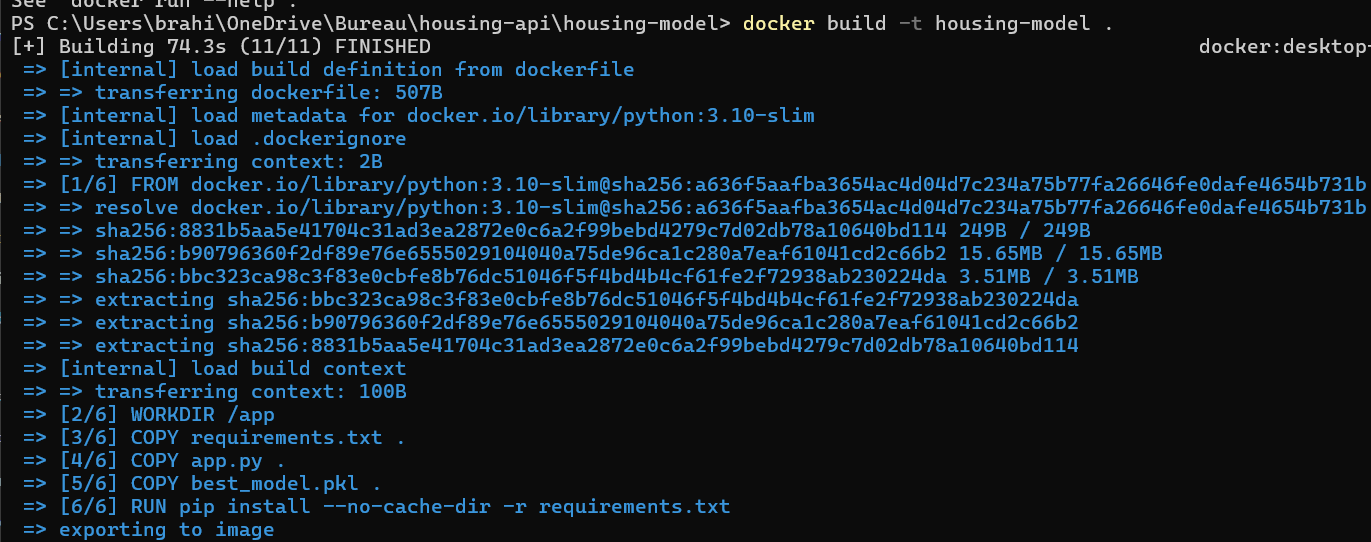 See 'docker run --help'.
PS C:\Users\brahi\OneDrive\Bureau\housing-api\housing-model> docker build -t housing-model .
[+] Building 74.3s (11/11) FINISHED docker:desktop-
=> [internal] load build definition from dockerfile
=> => transferring dockerfile: 507B
=> [internal] load metadata for docker.io/library/python:3.10-slim
=> [internal] load .dockerignore
=> => transferring context: 2B
=> [1/6] FROM docker.io/library/python:3.10-slim@sha256:a636f5aafba3654ac4d04d7c234a75b77fa26646fe0dafe4654b731b
=> => resolve docker.io/library/python:3.10-slim@sha256:a636f5aafba3654ac4d04d7c234a75b77fa26646fe0dafe4654b731b
=> => sha256:8831b5aa5e41704c31ad3ea2872e0c6a2f99bebd4279c7d02db78a10640bd114 249B / 249B
=> => sha256:b90796360f2df89e76e6555029104040a75de96ca1c280a7eaf61041cd2c66b2 15.65MB / 15.65MB
=> => sha256:bbc323ca98c3f83e0cbfe8b76dc51046f5f4bd4b4cf61fe2f72938ab230224da 3.51MB / 3.51MB
=> => extracting sha256:bbc323ca98c3f83e0cbfe8b76dc51046f5f4bd4b4cf61fe2f72938ab230224da
=> => extracting sha256:b90796360f2df89e76e6555029104040a75de96ca1c280a7eaf61041cd2c66b2
=> => extracting sha256:8831b5aa5e41704c31ad3ea2872e0c6a2f99bebd4279c7d02db78a10640bd114
=> [internal] load build context
=> => transferring context: 100B
=> [2/6] WORKDIR /app
=> [3/6] COPY requirements.txt .
=> [4/6] COPY app.py .
=> [5/6] COPY best_model.pkl .
=> [6/6] RUN pip install --no-cache-dir -r requirements.txt
=> exporting to image